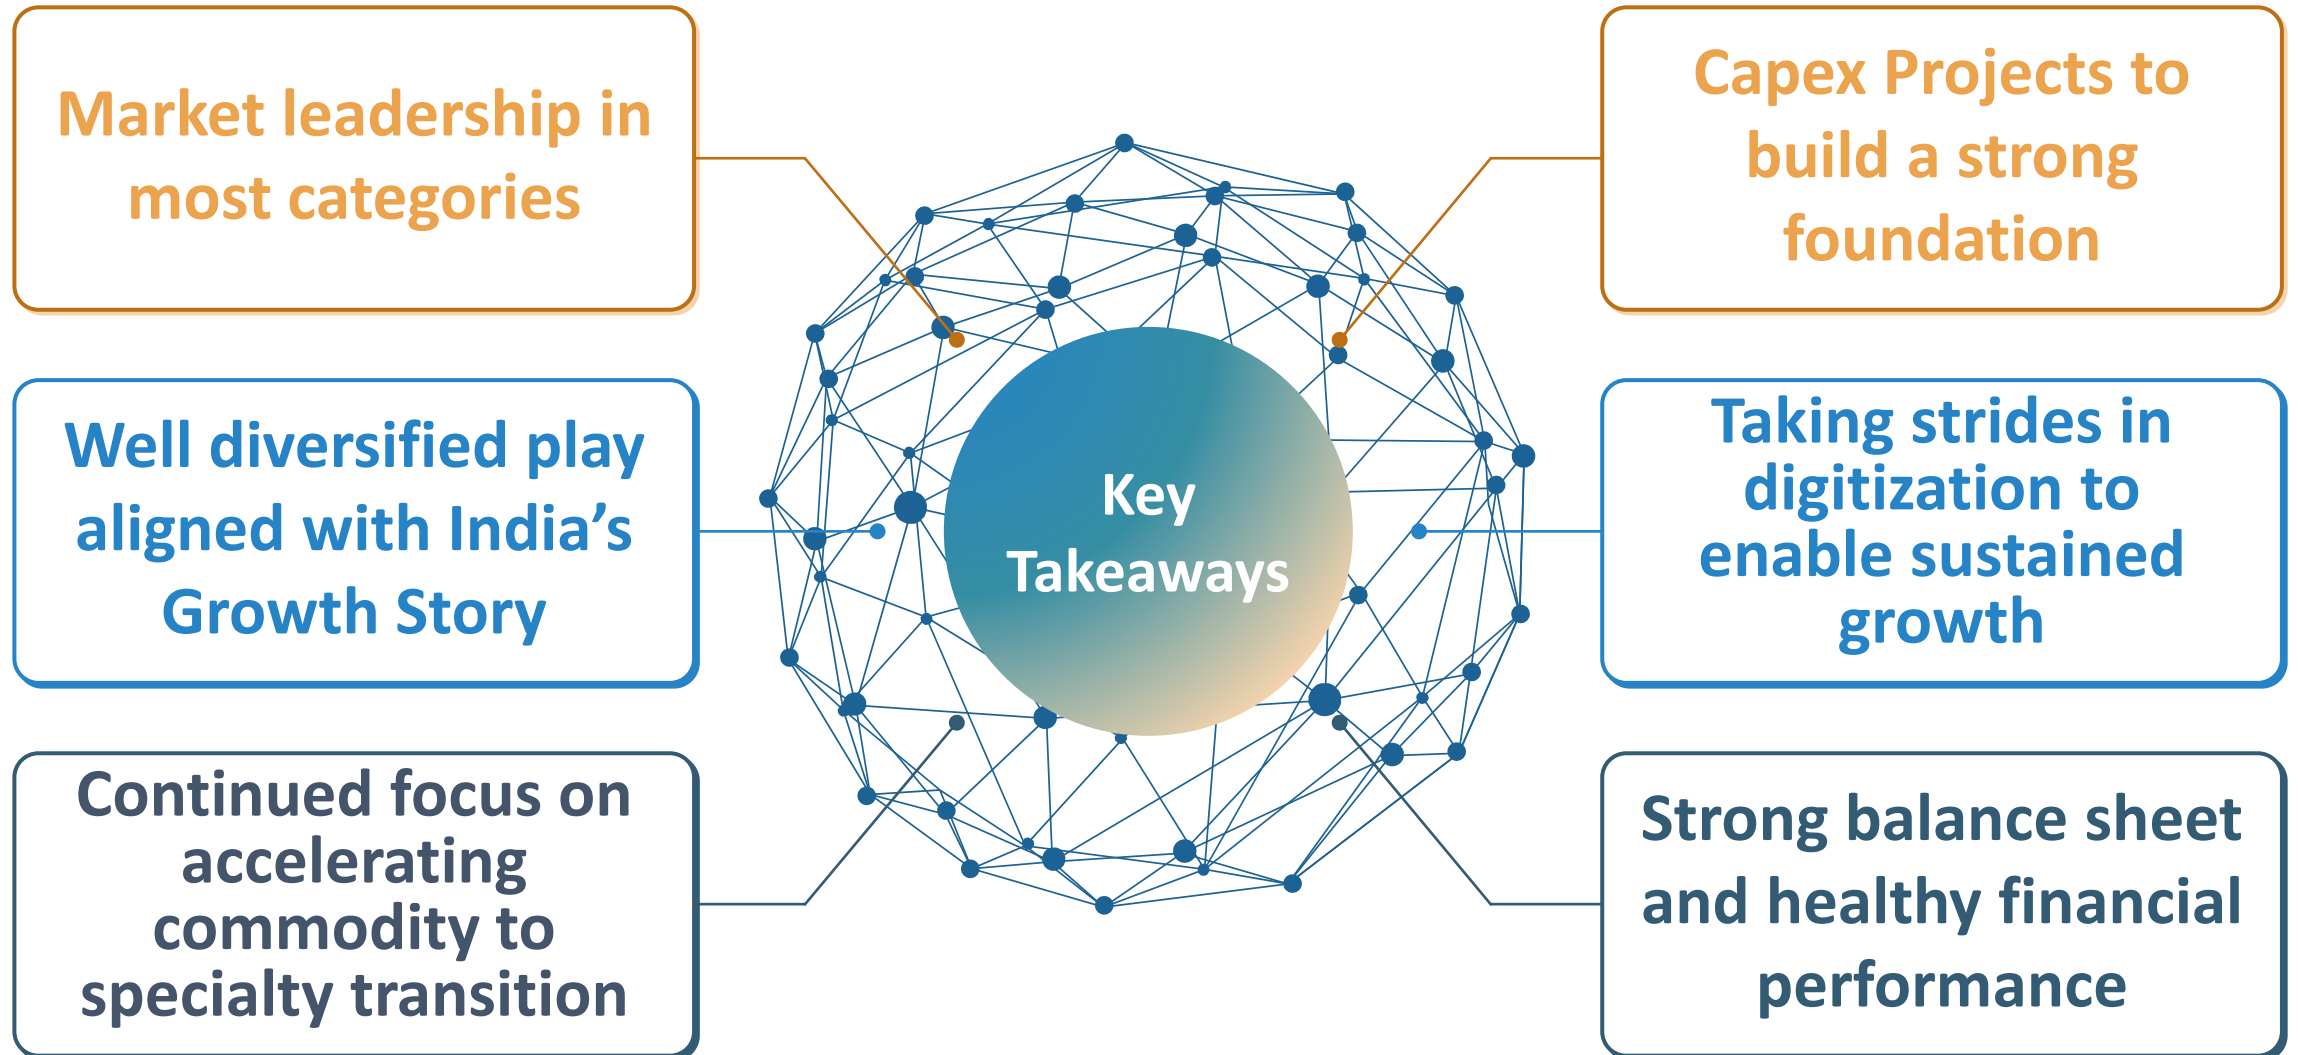 Market leadership in
most categories
Well diversified play
aligned with India’s
Growth Story
Continued focus on
accelerating
commodity to
specialty transition
Key
Takeaways
Capex Projects to
build a strong
foundation
Taking strides in
digitization to
enable sustained
growth
Strong balance sheet
and healthy financial
performance